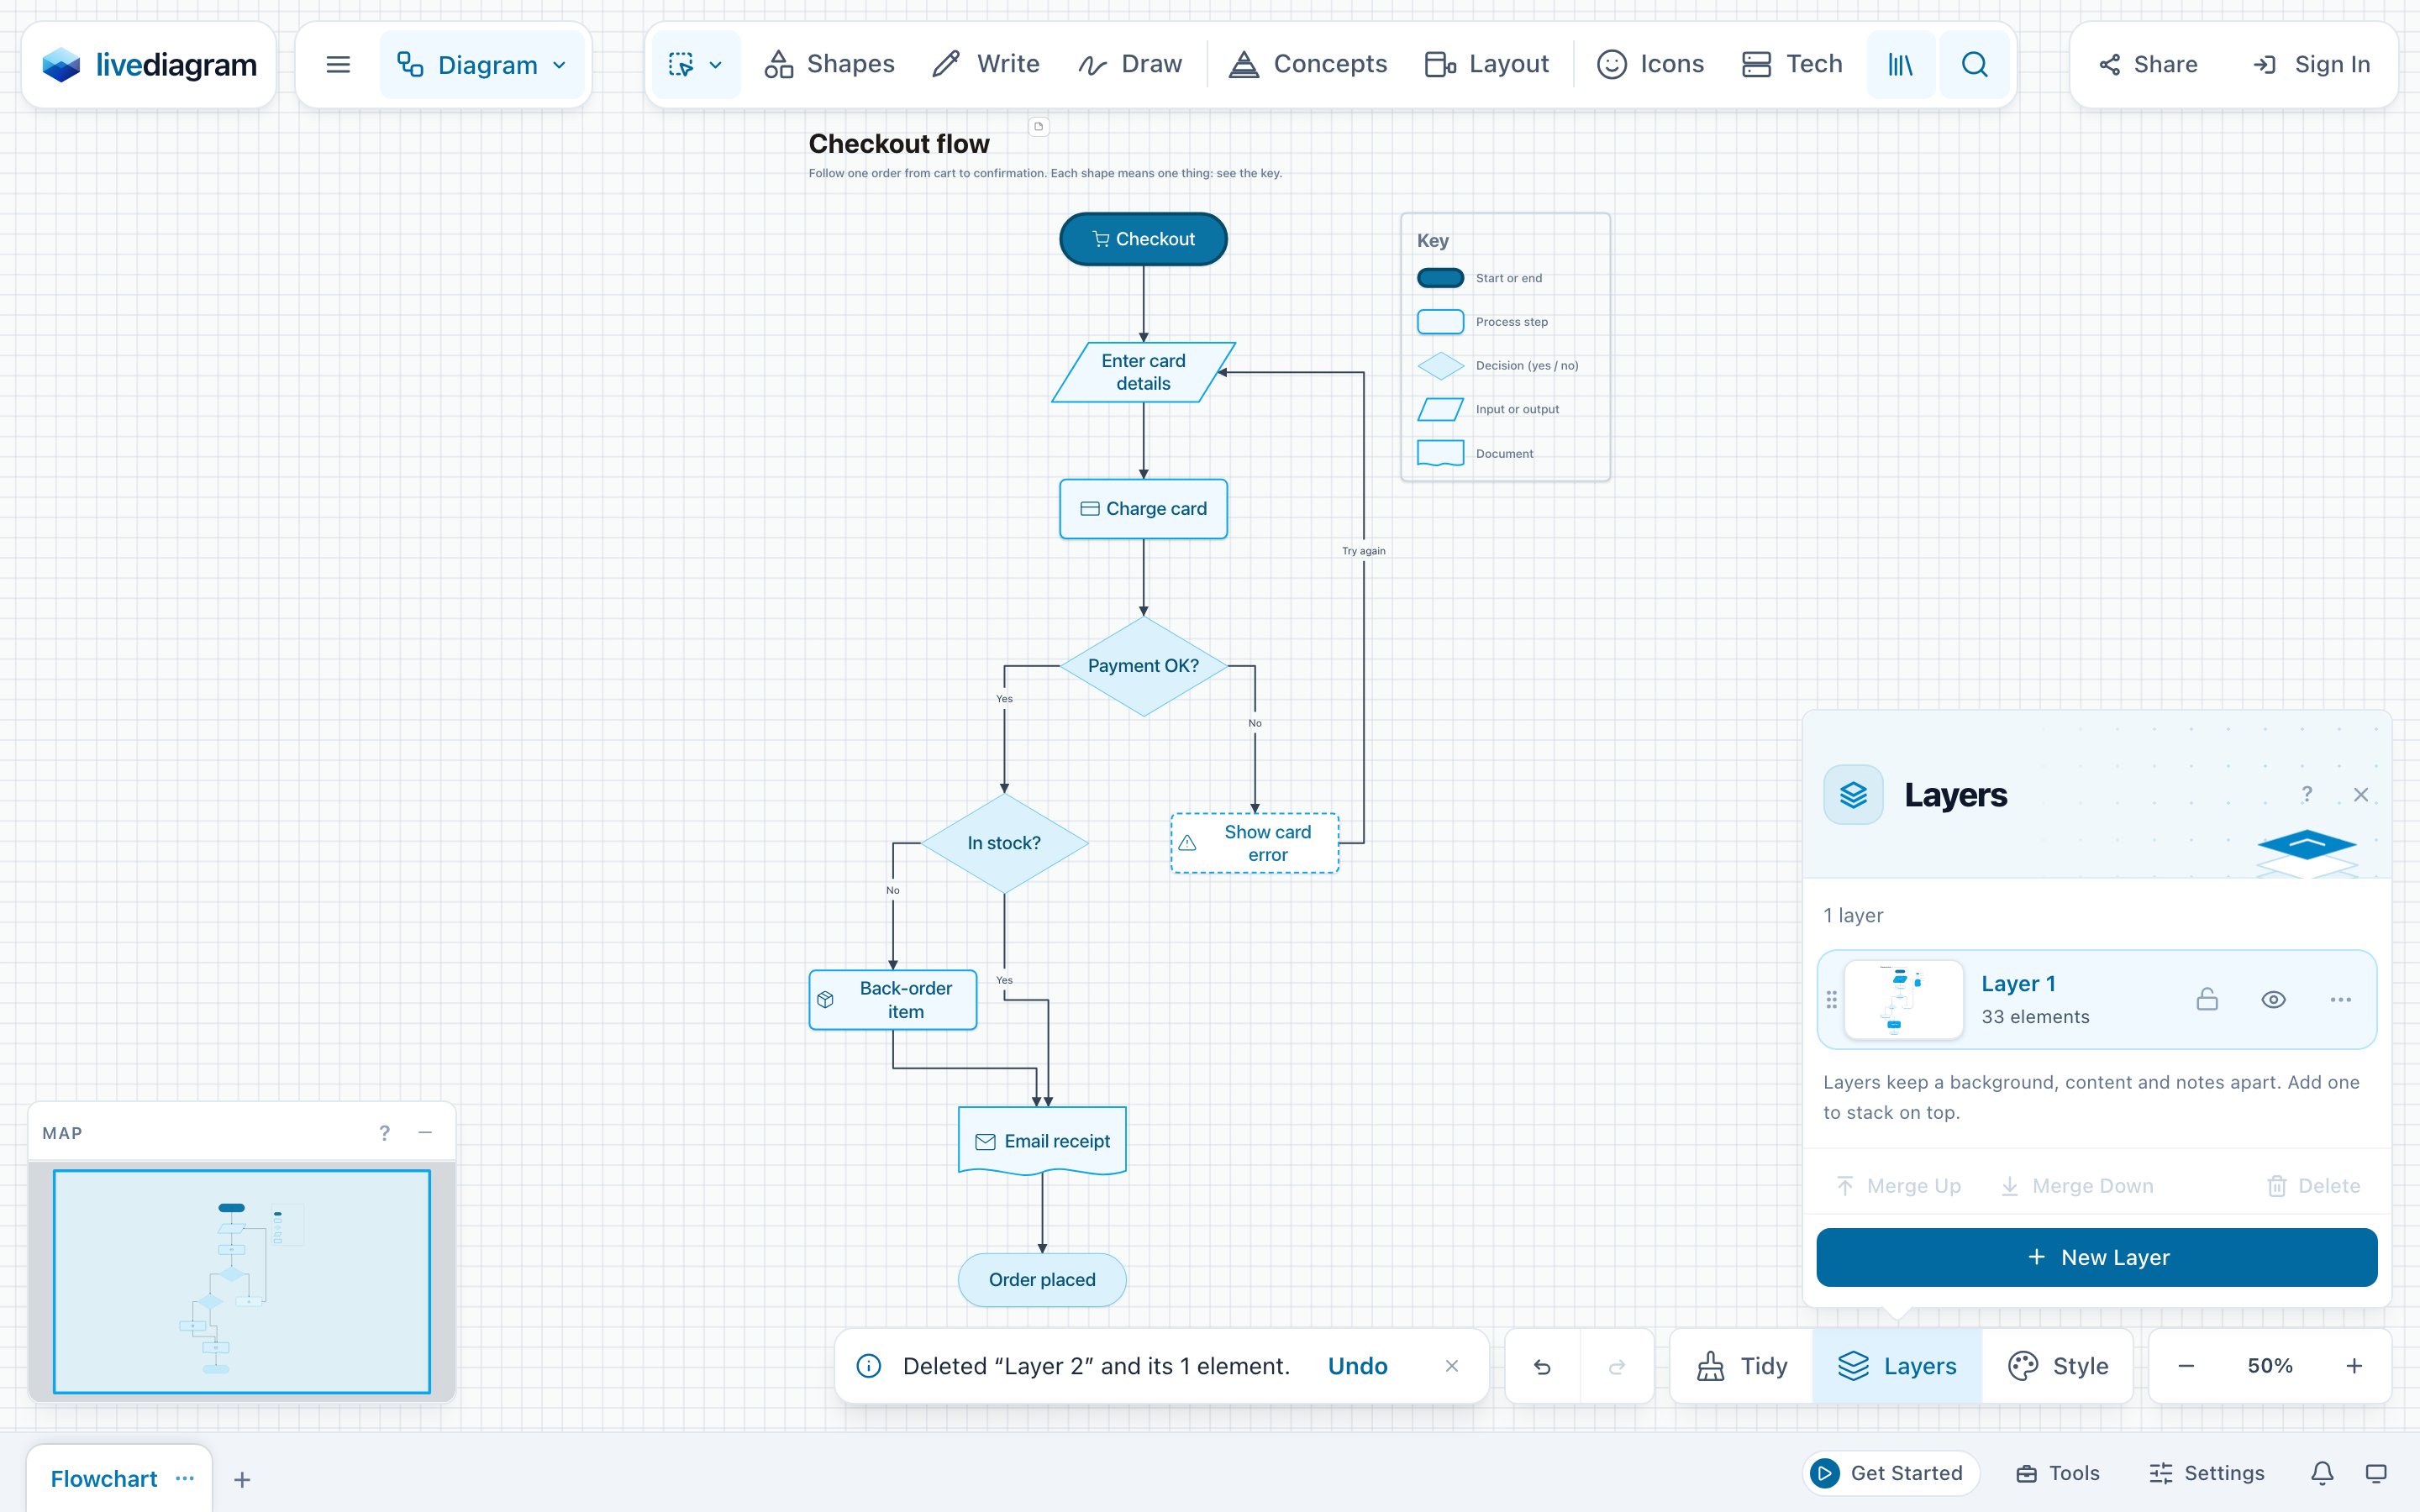 livediagram
Diagram
Shapes
Write
Draw
Concepts
Layout
Icons
Tech
Share
Sign In
Checkout flow
Follow one order from cart to confirmation. Each shape means one thing: see the key.
Checkout
Enter card
details
Charge card
Payment OK?
Yes
No
Try again
In stock?
Show card
error
No
Yes
Back-order
item
Email receipt
Order placed
Key
Start or end
Process step
Decision (yes / no)
Input or output
Document
Layers
?
1 layer
Layer 1
33 elements
Layers keep a background, content and notes apart. Add one
to stack on top.
Merge Up
Merge Down
Delete
New Layer
MAP
?
Deleted “Layer 2” and its 1 element.
Undo
Tidy
Layers
Style
50%
Flowchart
Get Started
Tools
Settings